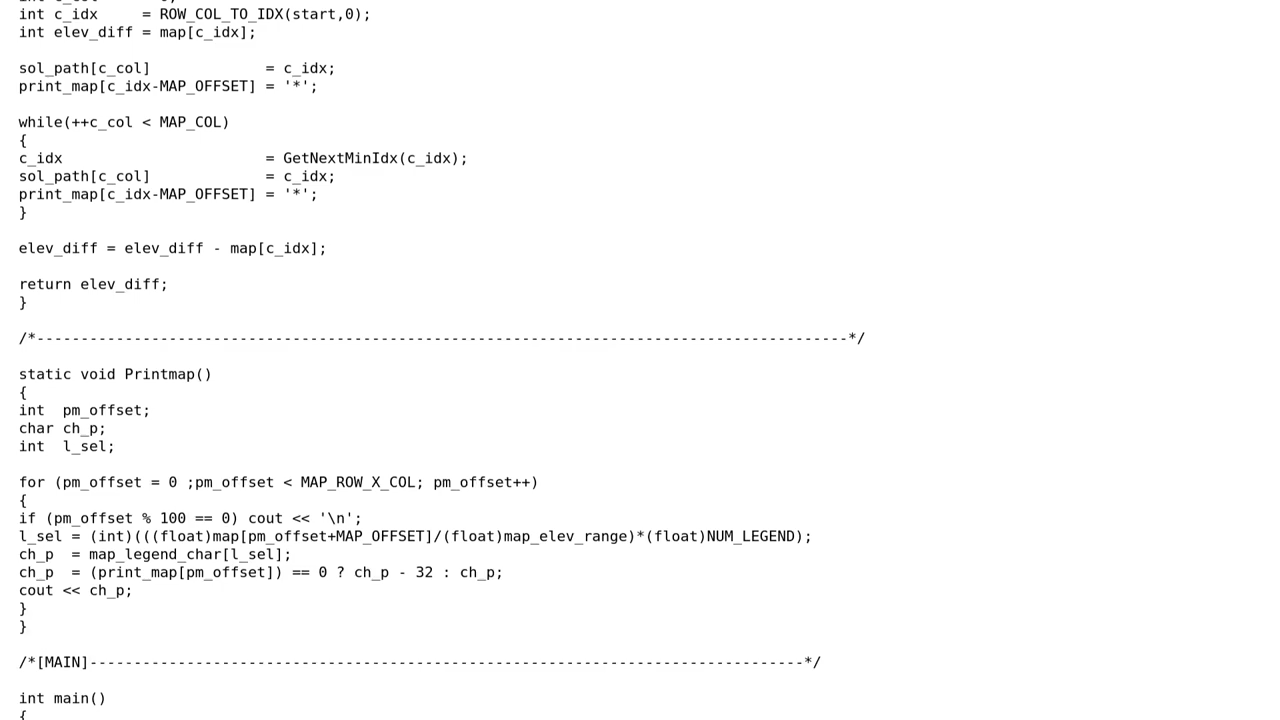 int c_idx     = ROW_COL_TO_IDX(start,0);
int elev_diff = map[c_idx];

sol_path[c_col]             = c_idx;
print_map[c_idx-MAP_OFFSET] = '*';

while(++c_col < MAP_COL)
{
c_idx                       = GetNextMinIdx(c_idx);
sol_path[c_col]             = c_idx;
print_map[c_idx-MAP_OFFSET] = '*';
}

elev_diff = elev_diff - map[c_idx];

return elev_diff;
}

/*--------------------------------------------------------------------------------------------*/

static void Printmap()
{
int  pm_offset;
char ch_p;
int  l_sel;

for (pm_offset = 0 ;pm_offset < MAP_ROW_X_COL; pm_offset++)
{
if (pm_offset % 100 == 0) cout << '\n';
l_sel = (int)(((float)map[pm_offset+MAP_OFFSET]/(float)map_elev_range)*(float)NUM_LEGEND);
ch_p  = map_legend_char[l_sel];
ch_p  = (print_map[pm_offset]) == 0 ? ch_p - 32 : ch_p;
cout << ch_p;
}
}

/*[MAIN]---------------------------------------------------------------------------------*/

int main()
{